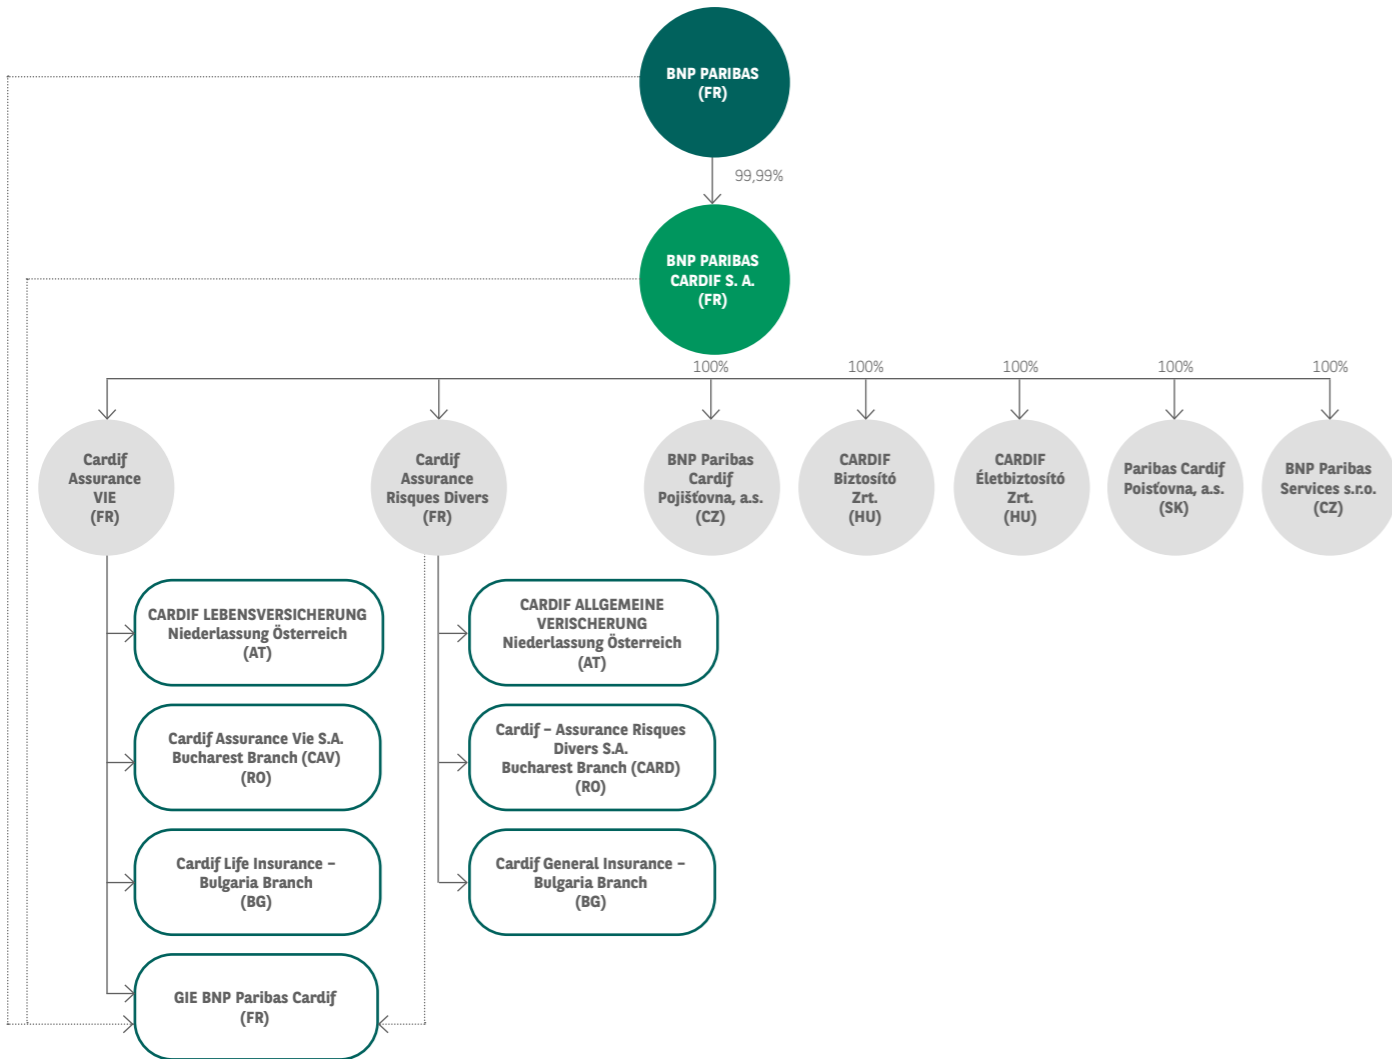 BNP PARIBAS
(FR)
99,99%
BNP PARIBAS
CARDIF S. A.
(FR)
100%
100%
100%
100%
100%
Cardif
Assurance
VIE
(FR)
Cardif
Assurance
Risques Divers
(FR)
BNP Paribas
Cardif
Pojišťovna, a.s.
(CZ)
CARDIF
Biztosító
Zrt.
(HU)
CARDIF
Életbiztosító
Zrt.
(HU)
Paribas Cardif
Poisťovna, a.s.
(SK)
BNP Paribas
Services s.r.o.
(CZ)
CARDIF LEBENSVERSICHERUNG
Niederlassung Österreich
(AT)
CARDIF ALLGEMEINE
VERISCHERUNG
Niederlassung Österreich
(AT)
Cardif Assurance Vie S.A.
Bucharest Branch (CAV)
(RO)
Cardif – Assurance Risques
Divers S.A.
Bucharest Branch (CARD)
(RO)
Cardif Life Insurance –
Bulgaria Branch
(BG)
Cardif General Insurance –
Bulgaria Branch
(BG)
GIE BNP Paribas Cardif
(FR)